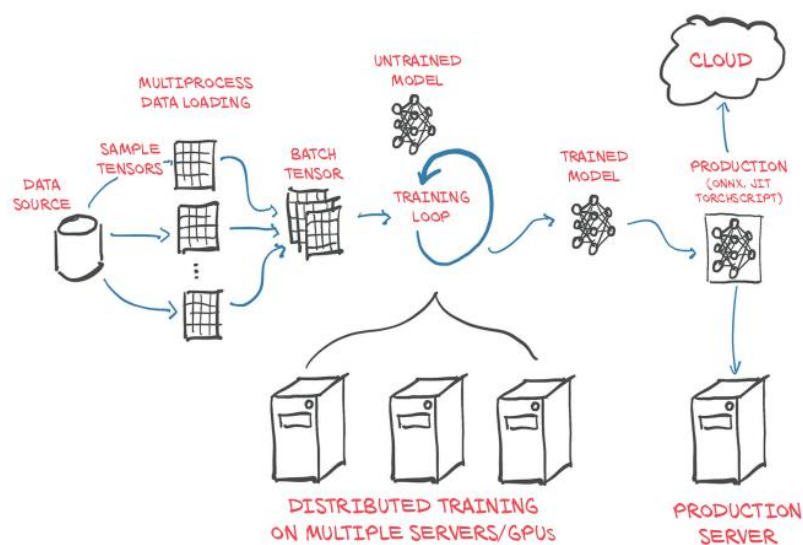 MULTIPROCESS
DATA LOADING
UNTRAINED
MODEL
CLOUD
DATA
SOURCE
SAMPLE
TENSORS
BATCH
TENSOR
TRAINING
LOOP
TRAINED
MODEL
PRODUCTION
(ONNX, JIT
TORCHSCRIPT)
DISTRIBUTED TRAINING
ON MULTIPLE SERVERS/GPUs
PRODUCTION
SERVER